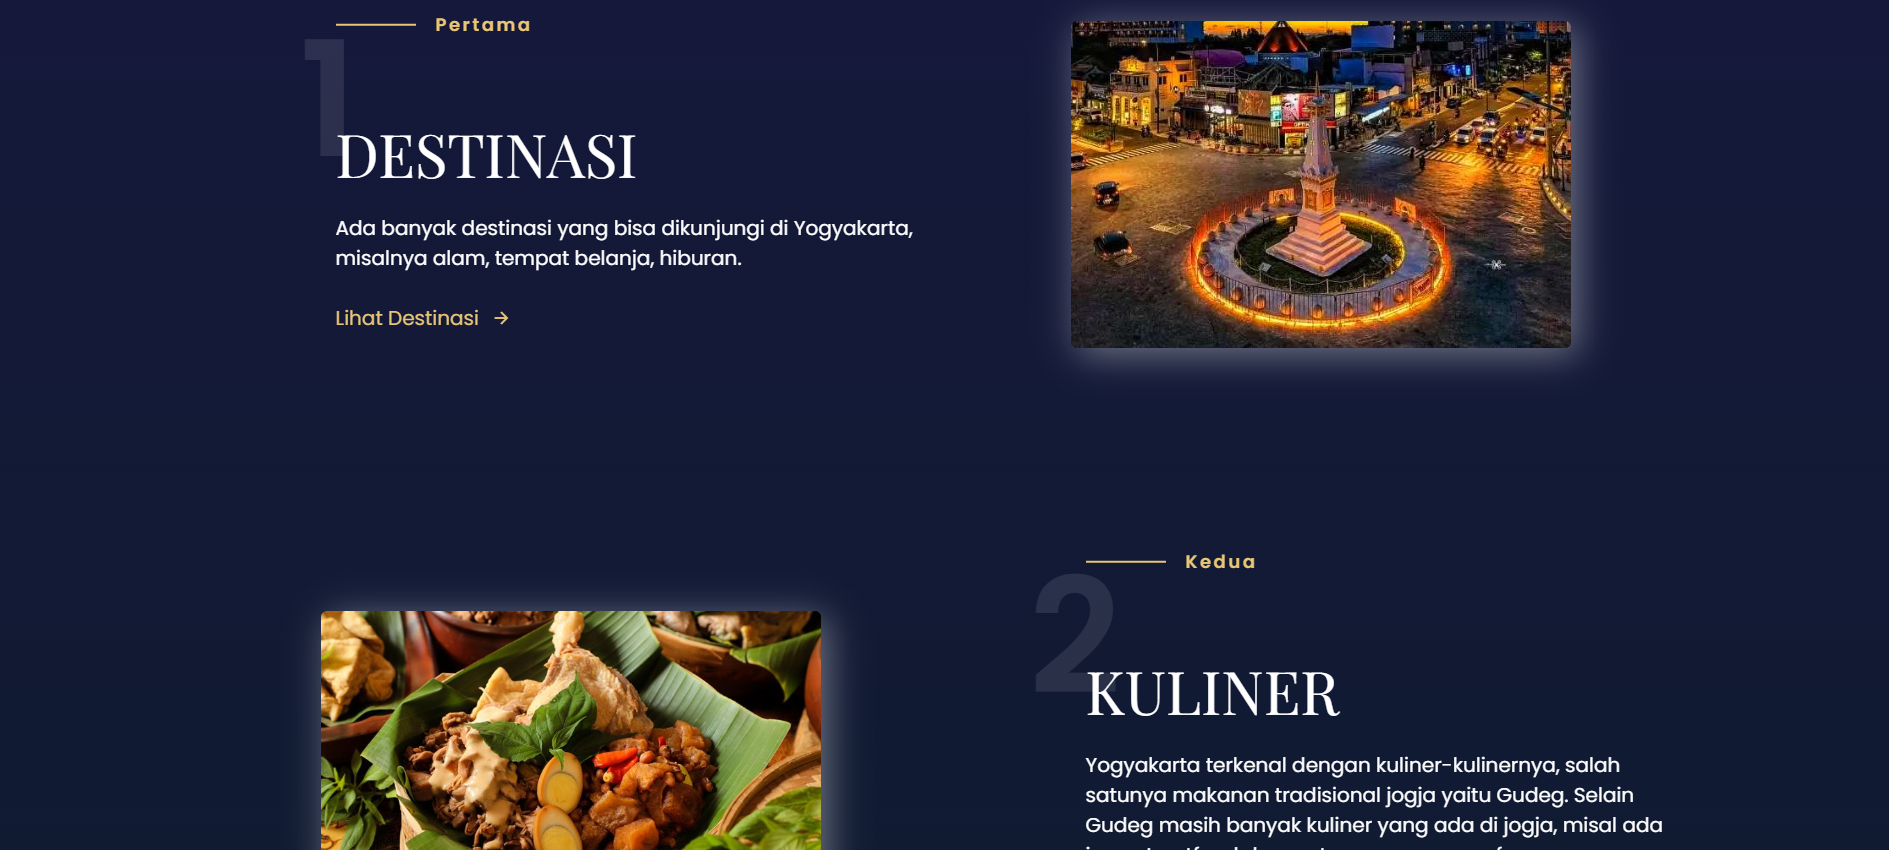 Pertama
1
DESTINASI
Ada banyak destinasi yang bisa dikunjungi di Yogyakarta,
misalnya alam, tempat belanja, hiburan.
Lihat Destinasi →
Kedua
2
KULINER
Yogyakarta terkenal dengan kuliner-kulinernya, salah
satunya makanan tradisional jogja yaitu Gudeg. Selain
Gudeg masih banyak kuliner yang ada di jogja, misal ada